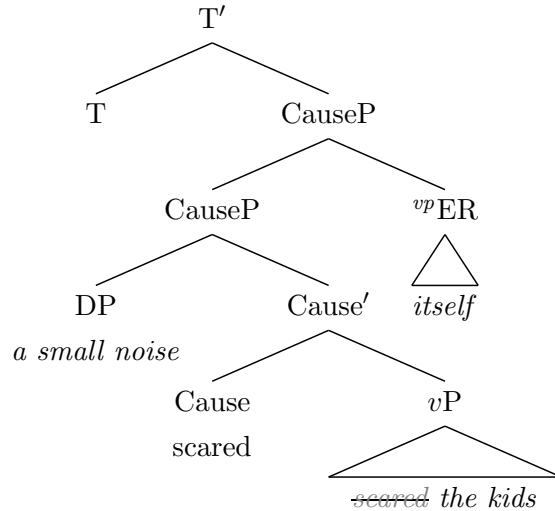 T′
T CauseP
CauseP ᵛᵖER
DP Cause′ itself
a small noise
Cause vP
scared
scared the kids